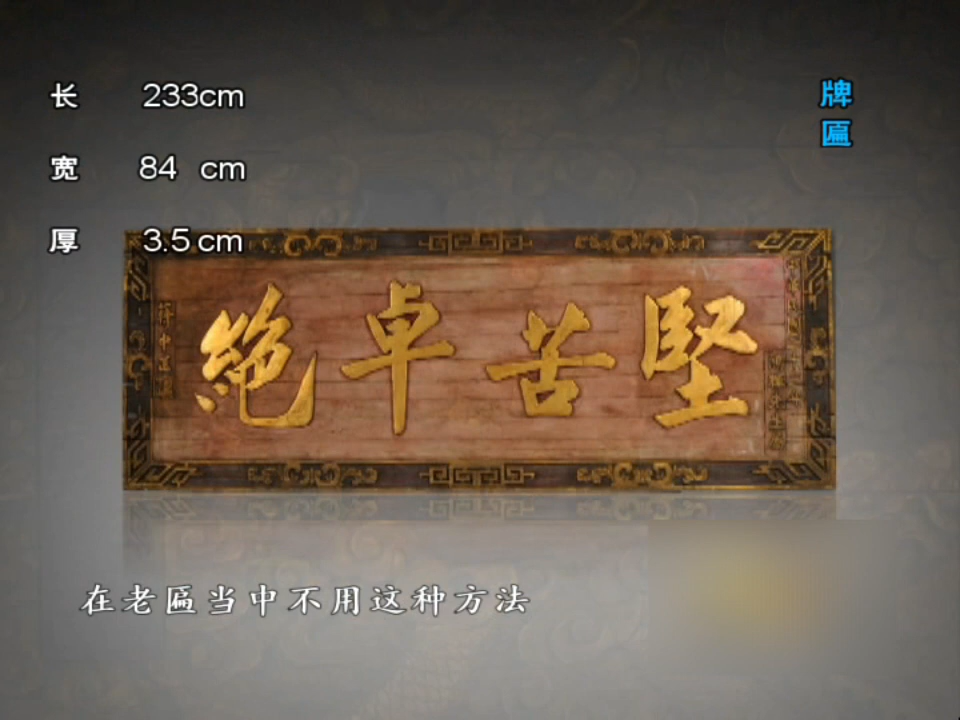 长 233cm
宽 84 cm
厚 3.5 cm
牌匾
堅苦卓絶
在老匾当中不用这种方法